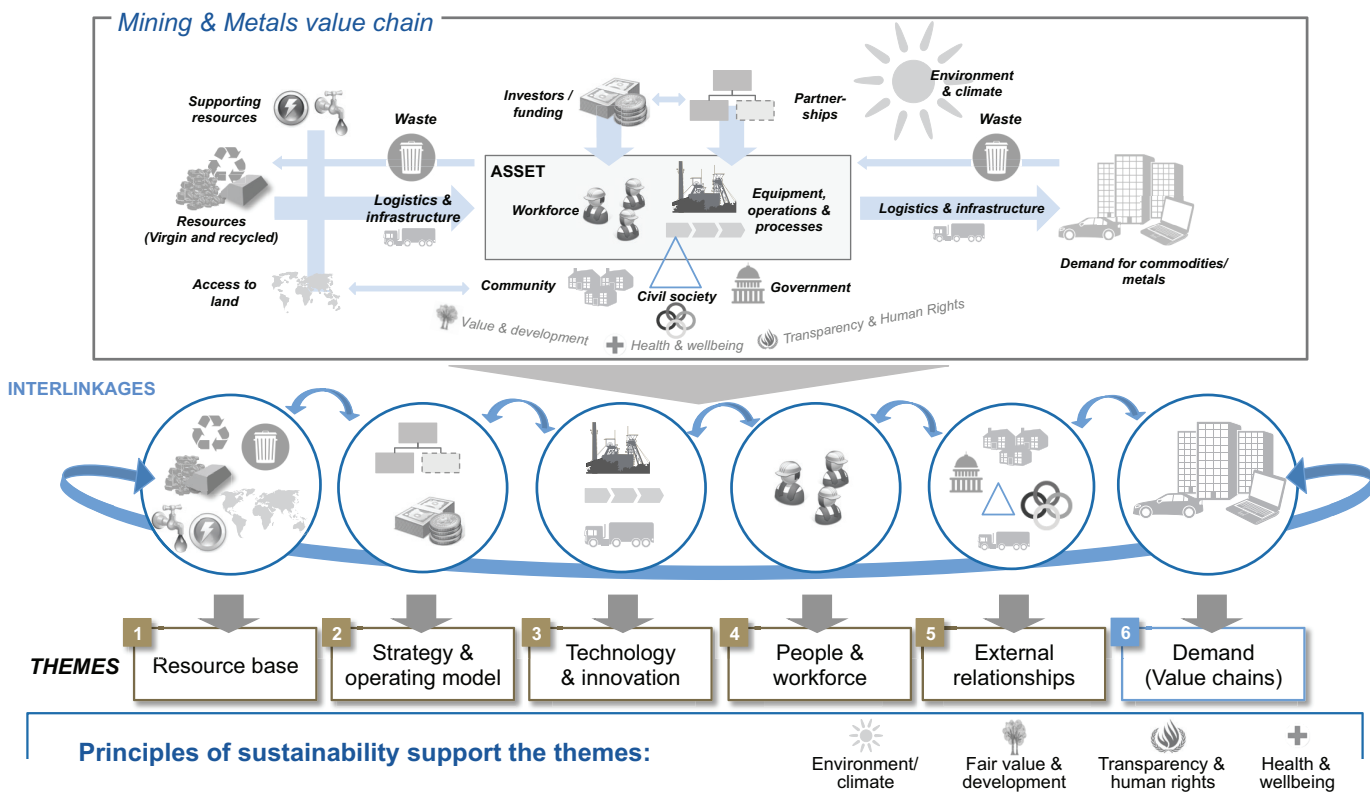 Mining & Metals value chain
Supporting
resources
Waste
Investors /
funding
Partner-
ships
Environment
& climate
Waste
ASSET
Workforce
Equipment,
operations &
processes
Logistics &
infrastructure
Logistics & infrastructure
Resources
(Virgin and recycled)
Access to
land
Community
Civil society
Government
Demand for commodities/
metals
Value & development
Health & wellbeing
Transparency & Human Rights
INTERLINKAGES
THEMES
1
Resource base
2
Strategy &
operating model
3
Technology
& innovation
4
People &
workforce
5
External
relationships
6
Demand
(Value chains)
Principles of sustainability support the themes:
Environment/
climate
Fair value &
development
Transparency &
human rights
Health &
wellbeing